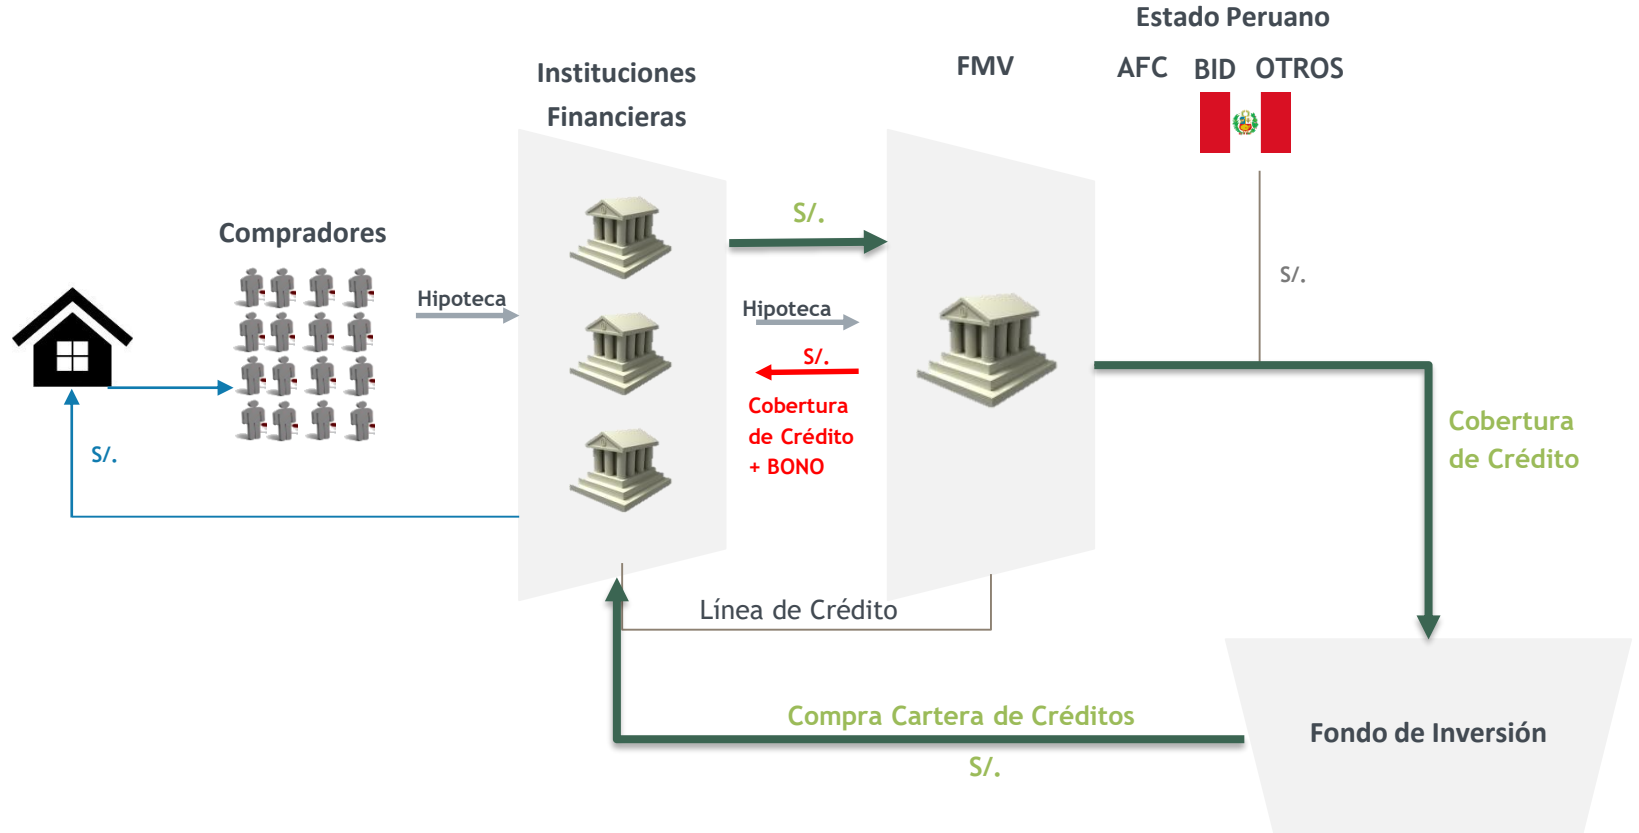 Estado Peruano
AFC BID OTROS
FMV
Instituciones
Financieras
Compradores
S/.
Hipoteca
Hipoteca
S/.
S/.
Cobertura
de Crédito
+ BONO
S/.
S/.
Cobertura
de Crédito
Línea de Crédito
Compra Cartera de Créditos
S/.
Fondo de Inversión